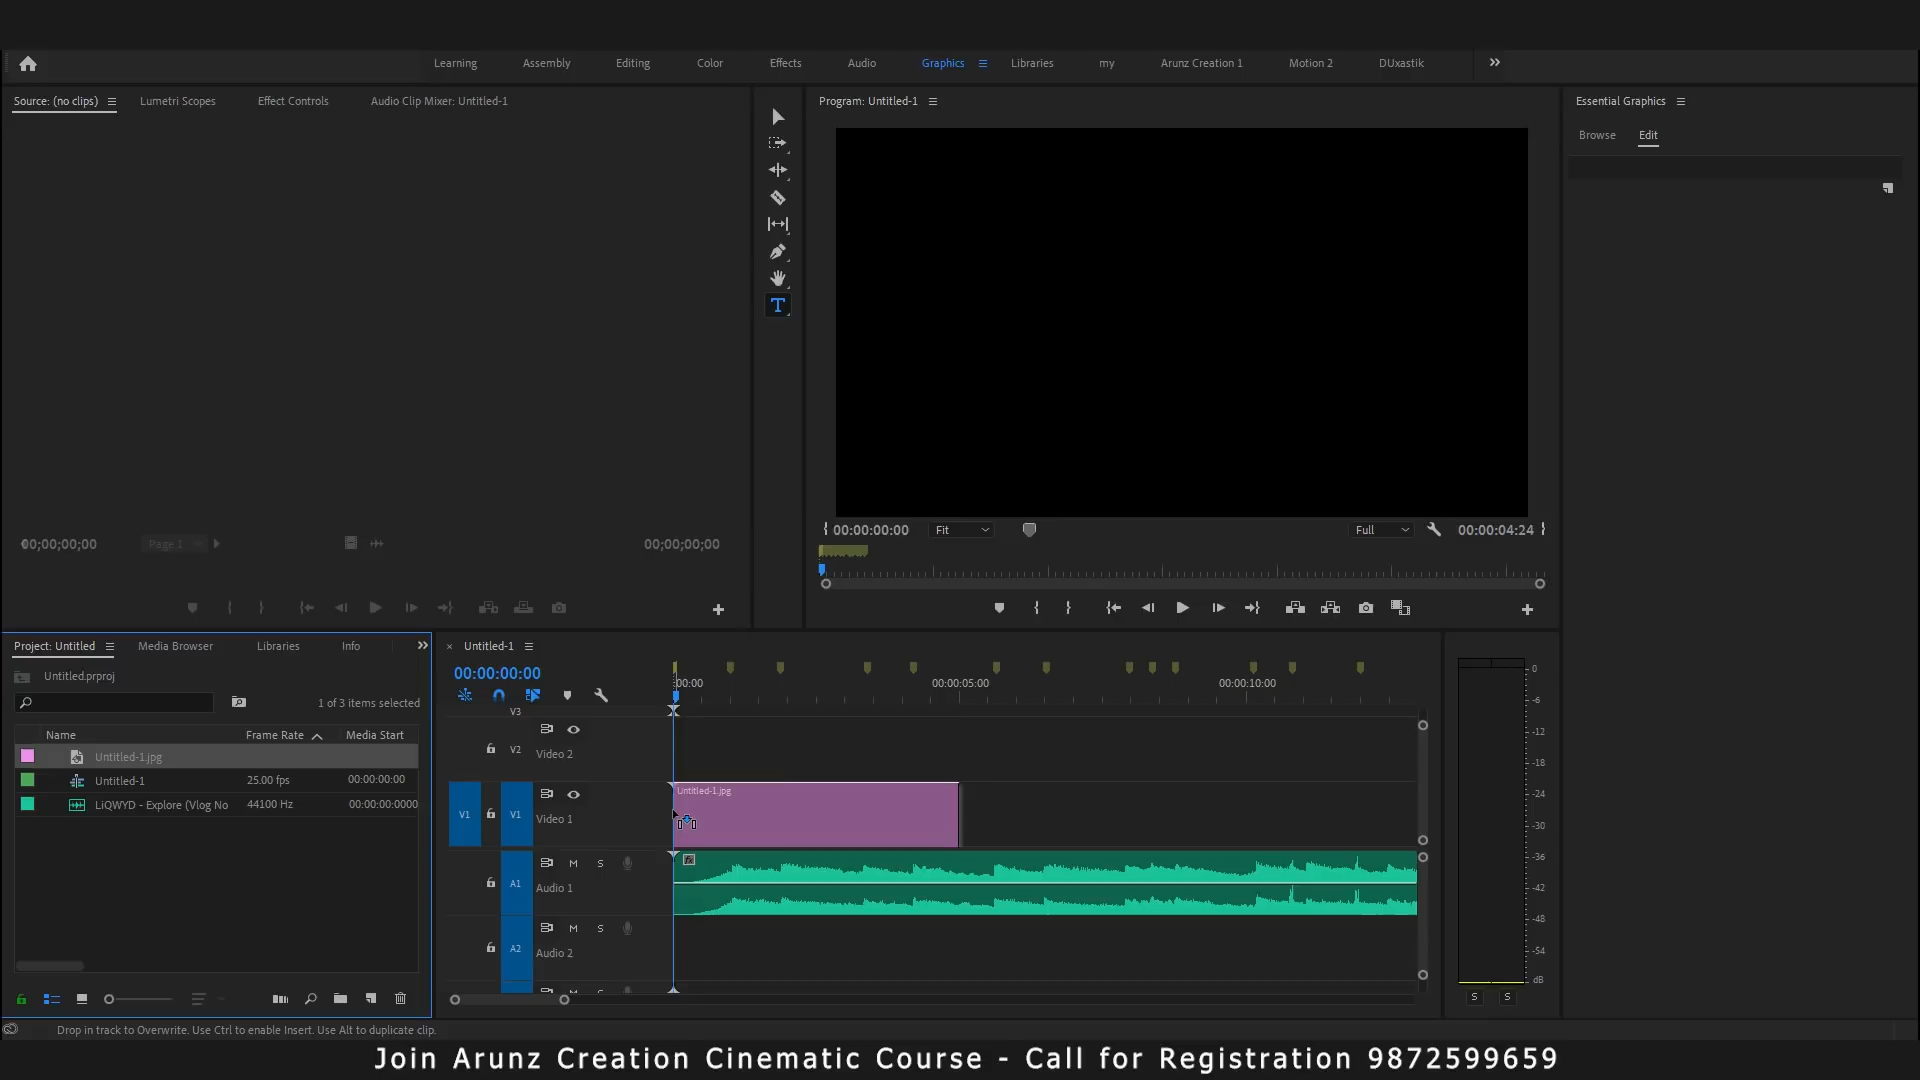 Learning Assembly Editing Color Effects Audio Graphics Libraries my Arunz Creation 1 Motion 2 DUxastik
Source: (no clips) Lumetri Scopes Effect Controls Audio Clip Mixer: Untitled-1
Program: Untitled-1
Essential Graphics
Browse Edit
T
00;00;00;00 Page 1 00;00;00;00
00:00:00:00 Fit Full 00:00:04:24
Project: Untitled Media Browser Libraries Info
Untitled.prproj
1 of 3 items selected
Name Frame Rate Media Start
Untitled-1.jpg
Untitled-1 25.00 fps 00:00:00:00
LiQWYD - Explore (Vlog No 44100 Hz 00:00:00:0000
× Untitled-1
00:00:00:00
:00:00 00:00:05:00 00:00:10:00
V3
V2 Video 2
Untitled-1.jpg
V1 V1 Video 1
fx
M S
A1 Audio 1
M S
A2 Audio 2
M S
0
-6
-12
-18
-24
-30
-36
-42
-48
-54
dB
S S
Drop in track to Overwrite. Use Ctrl to enable Insert. Use Alt to duplicate clip.
Join Arunz Creation Cinematic Course - Call for Registration 9872599659